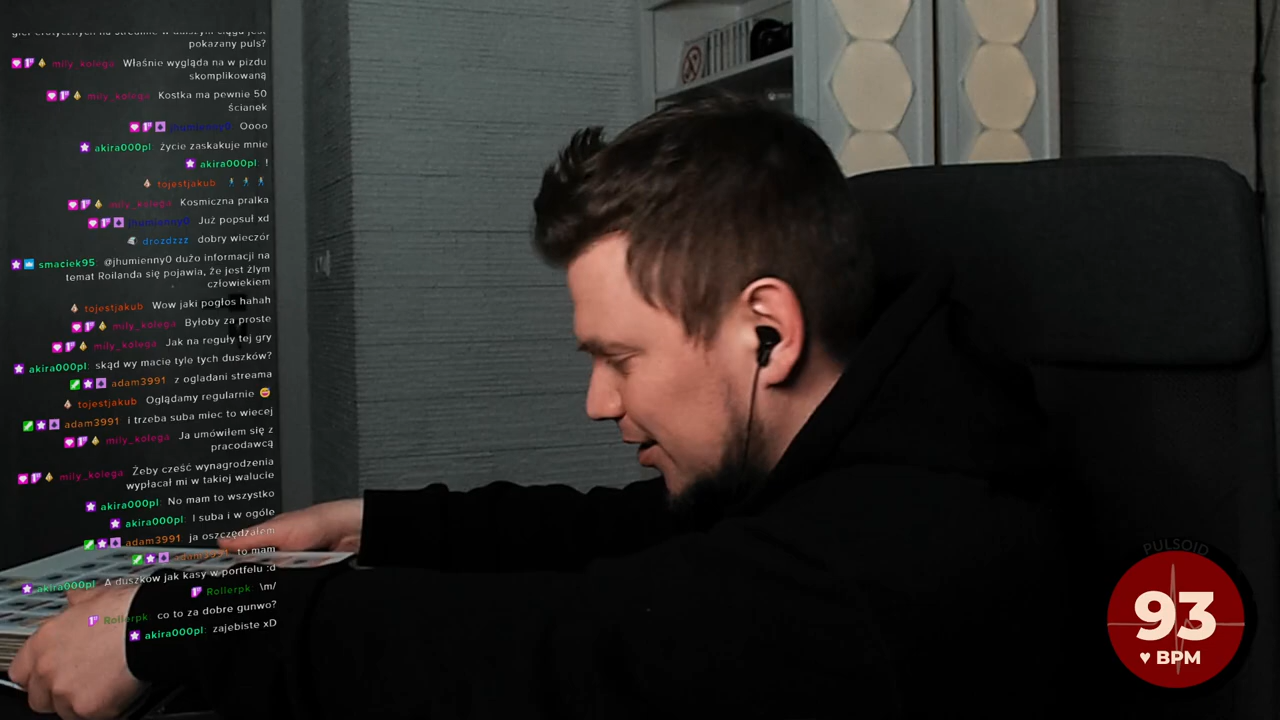 pokazany puls?
mily_kolega Właśnie wygląda na w pizdu
skomplikowaną
mily_kolega Kostka ma pewnie 50
ścianek
jhumienny0 Oooo
akira000pl: życie zaskakuje mnie
akira000pl: !
tojestjakub
mily_kolega Kosmiczna pralka
jhumienny0 Już popsuł xd
drozdzzz dobry wieczór
smaciek95 @jhumienny0 dużo informacji na
temat Roilanda się pojawia, że jest złym
człowiekiem
tojestjakub Wow jaki pogłos hahah
mily_kolega Byłoby za proste
mily_kolega Jak na reguły tej gry
akira000pl: skąd wy macie tyle tych duszków?
adam3991 z ogladani streama
tojestjakub Oglądamy regularnie 😅
adam3991 i trzeba suba miec to wiecej
mily_kolega Ja umówiłem się z
pracodawcą
mily_kolega Żeby cześć wynagrodzenia
wypłacał mi w takiej walucie
akira000pl: No mam to wszystko
akira000pl: I suba i w ogóle
adam3991 ja oszczędzałem
adam3991 to mam
akira000pl: A duszków jak kasy w portfelu :d
Rollerpk: \m/
Rollerpk co to za dobre gunwo?
akira000pl: zajebiste xD
PULSOID
93
♥ BPM